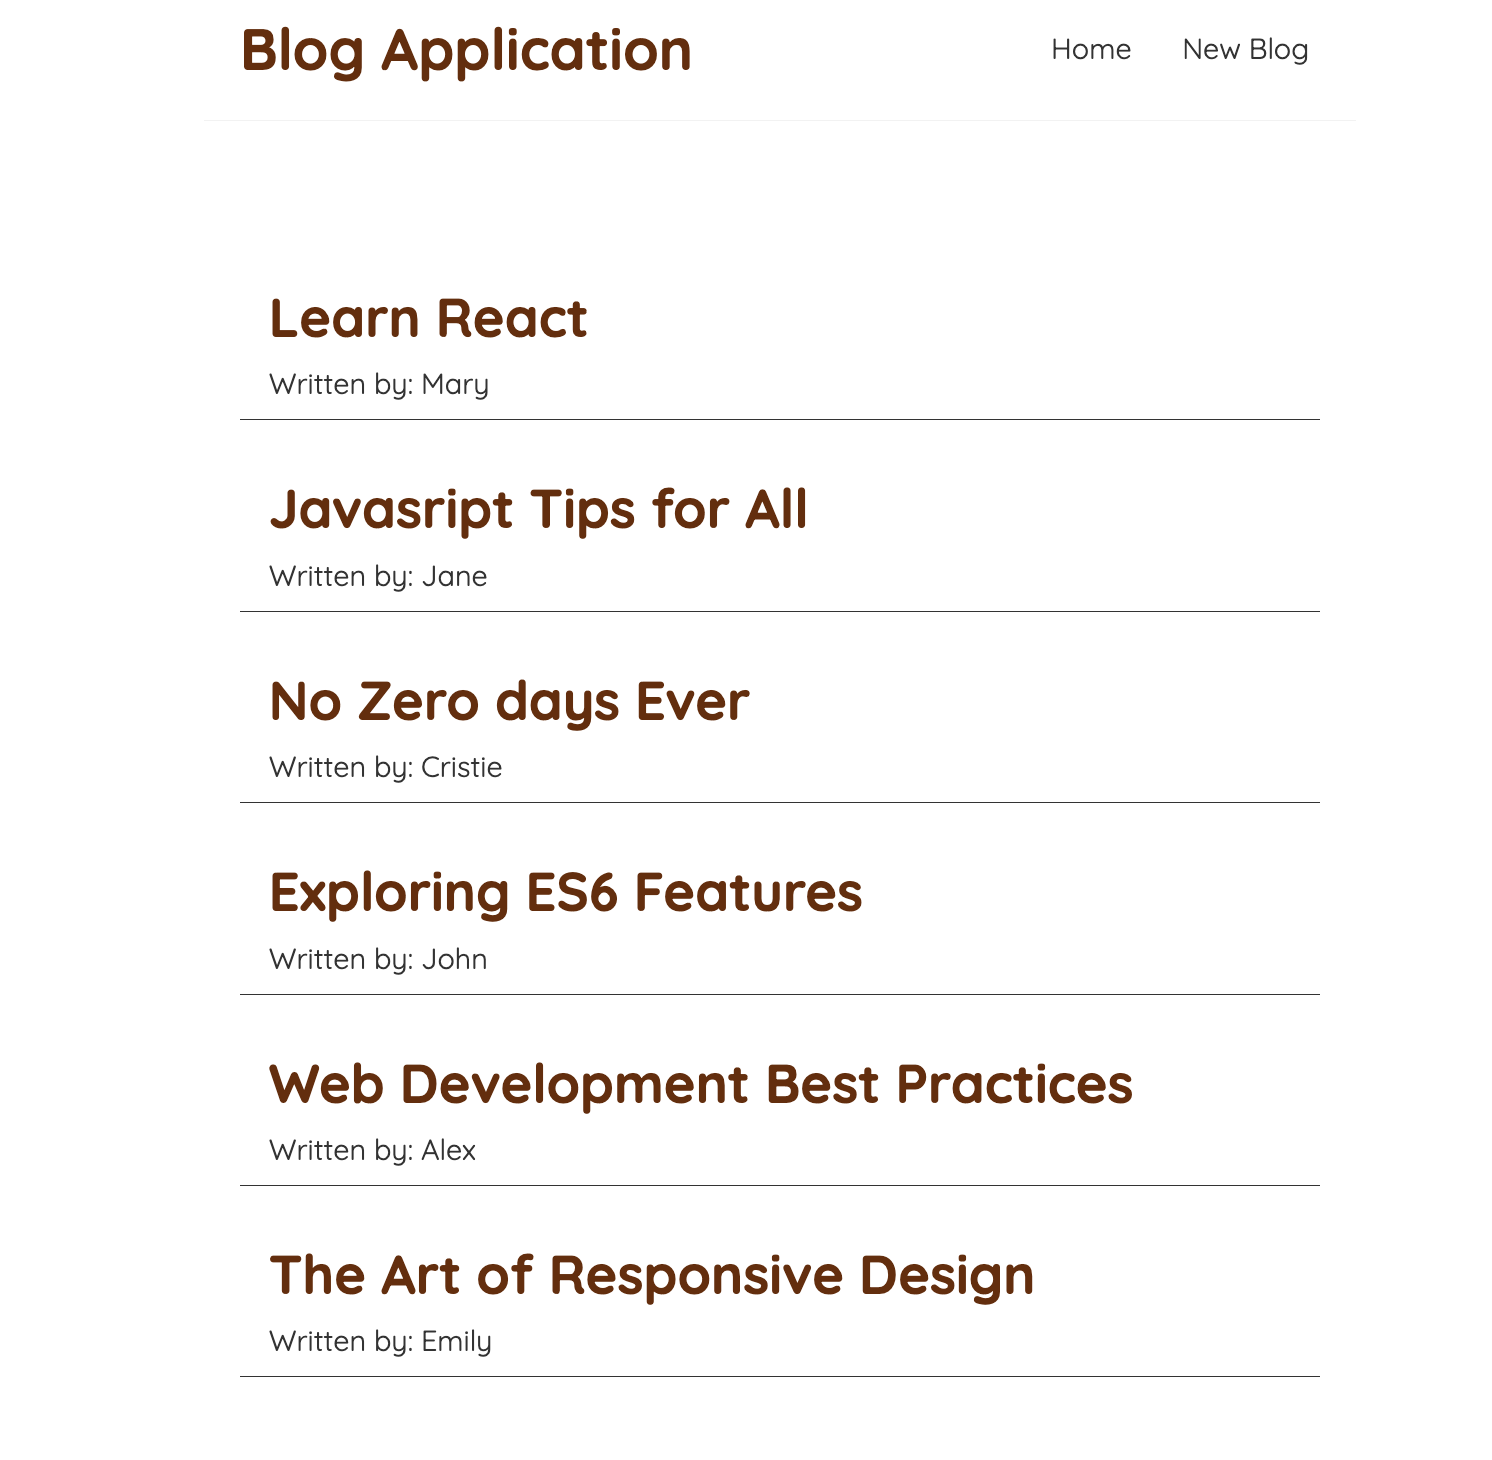 Blog Application
Home
New Blog
Learn React
Written by: Mary
Javasript Tips for All
Written by: Jane
No Zero days Ever
Written by: Cristie
Exploring ES6 Features
Written by: John
Web Development Best Practices
Written by: Alex
The Art of Responsive Design
Written by: Emily